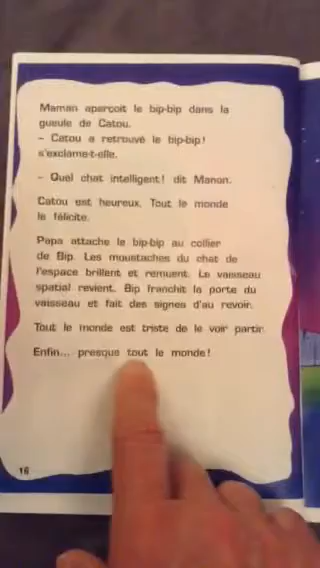 Maman aperçoit le bip-bip dans la
gueule de Catou.
– Catou a retrouvé le bip-bip!
s'exclame-t-elle.
– Quel chat intelligent! dit Manon.
Catou est heureux. Tout le monde
le félicite.
Papa attache le bip-bip au collier
de Bip. Les moustaches du chat de
l'espace brillent et remuent. Le vaisseau
spatial revient. Bip franchit la porte du
vaisseau et fait des signes d'au revoir.
Tout le monde est triste de le voir partir.
Enfin... presque tout le monde!
16